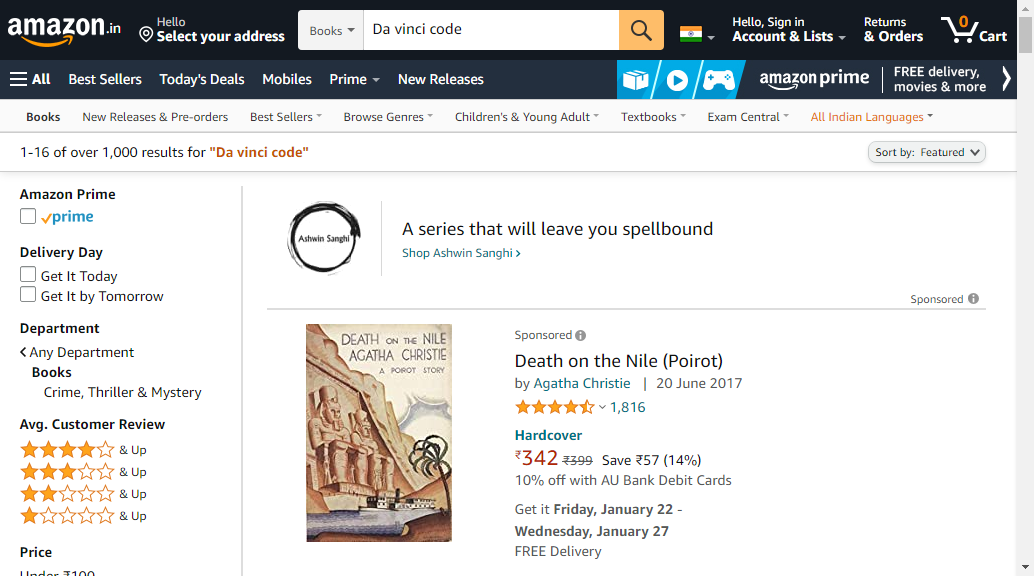 amazon.in
Hello
Select your address
Books
Da vinci code
Hello, Sign in
Account & Lists
Returns
& Orders
0
Cart
All
Best Sellers
Today's Deals
Mobiles
Prime
New Releases
amazon prime
FREE delivery,
movies & more
Books
New Releases & Pre-orders
Best Sellers
Browse Genres
Children's & Young Adult
Textbooks
Exam Central
All Indian Languages
1-16 of over 1,000 results for "Da vinci code"
Sort by: Featured
Amazon Prime
prime
Delivery Day
Get It Today
Get It by Tomorrow
Department
Any Department
Books
Crime, Thriller & Mystery
Avg. Customer Review
& Up
& Up
& Up
& Up
Price
Under ₹100
Ashwin Sanghi
A series that will leave you spellbound
Shop Ashwin Sanghi ›
Sponsored
DEATH ON THE NILE
AGATHA CHRISTIE
A POIROT STORY
Sponsored
Death on the Nile (Poirot)
by Agatha Christie | 20 June 2017
1,816
Hardcover
₹342 ₹399 Save ₹57 (14%)
10% off with AU Bank Debit Cards
Get it Friday, January 22 -
Wednesday, January 27
FREE Delivery